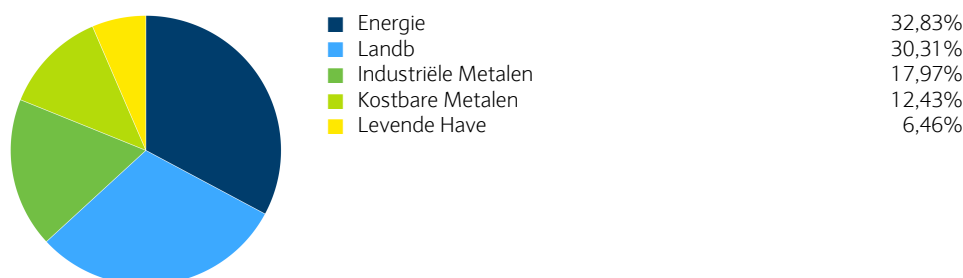 Energie 32,83%
Landb 30,31%
Industriële Metalen 17,97%
Kostbare Metalen 12,43%
Levende Have 6,46%